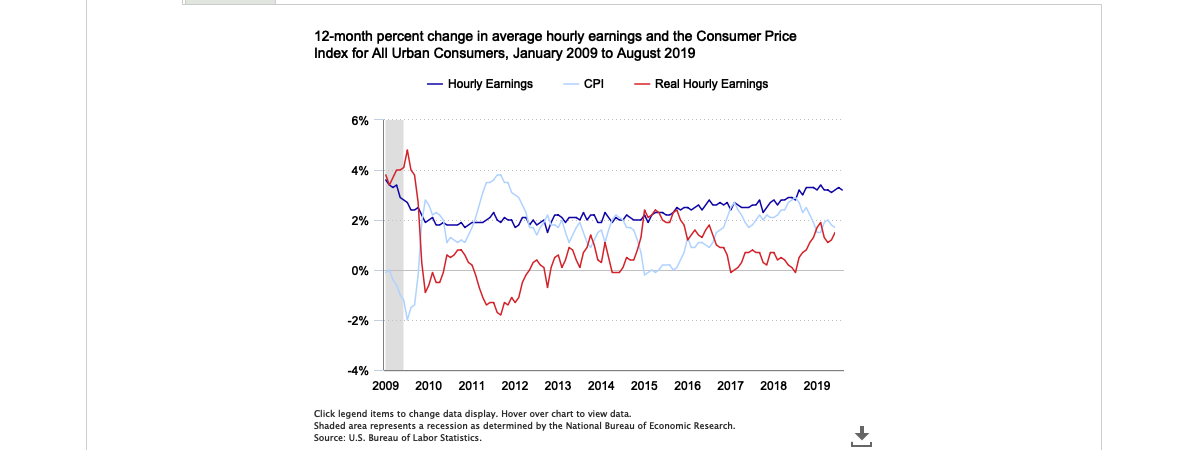 12-month percent change in average hourly earnings and the Consumer Price
Index for All Urban Consumers, January 2009 to August 2019
Hourly Earnings CPI Real Hourly Earnings
6%
4%
2%
0%
-2%
-4%
2009 2010 2011 2012 2013 2014 2015 2016 2017 2018 2019
Click legend items to change data display. Hover over chart to view data.
Shaded area represents a recession as determined by the National Bureau of Economic Research.
Source: U.S. Bureau of Labor Statistics.